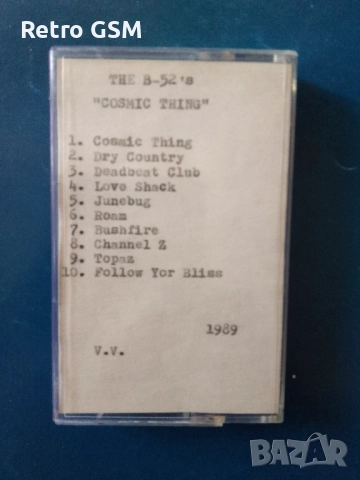 Retro GSM
THE B-52's
"COSMIC THING"
1. Cosmic Thing
2. Dry Country
3. Deadbeat Club
4. Love Shack
5. Junebug
6. Roam
7. Bushfire
8. Channel Z
9. Topaz
10. Follow Yor Bliss
1989
V.V.
BAZAR